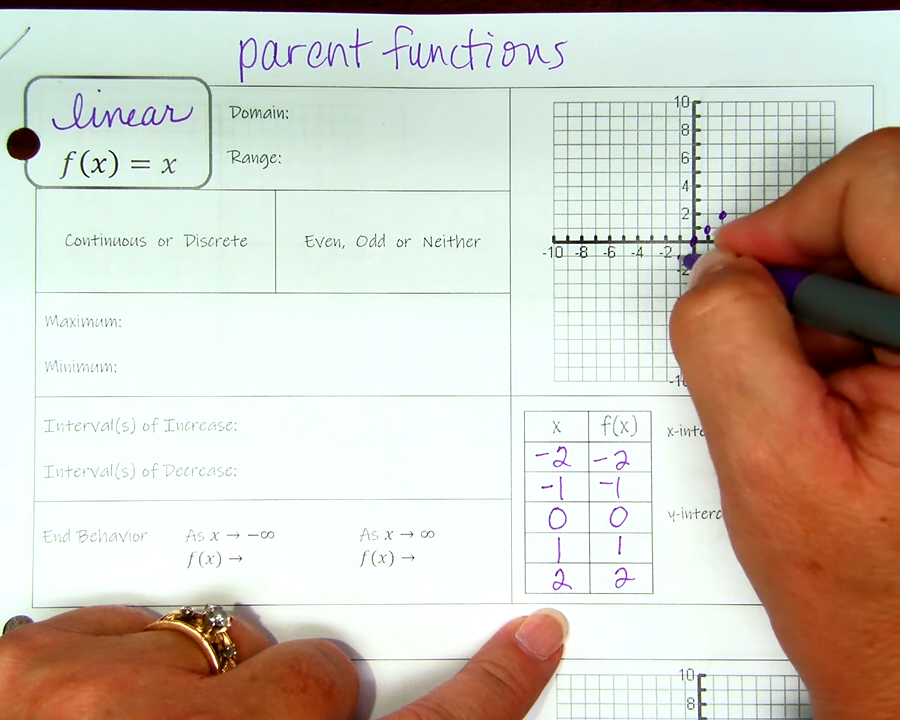 parent functions
linear
f(x) = x
Domain:
Range:
Continuous or Discrete
Even, Odd or Neither
Maximum:
Minimum:
Interval(s) of Increase:
Interval(s) of Decrease:
End Behavior
As x → -∞
f(x) →
As x → ∞
f(x) →
10
8
6
4
2
-10 -8 -6 -4 -2
-2
x f(x)
-2 -2
-1 -1
0 0
1 1
2 2
10
8